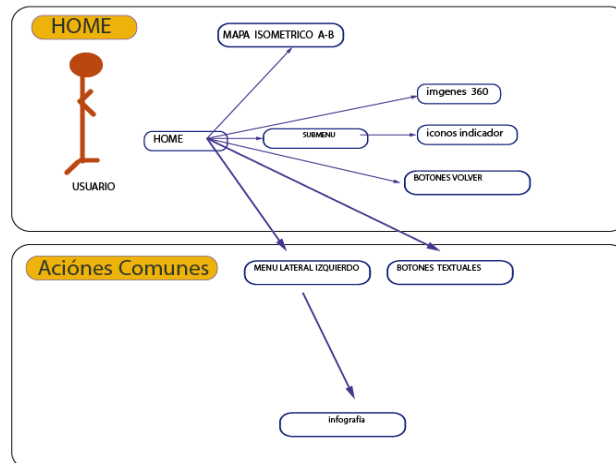 HOME
MAPA ISOMETRICO A-B
imgenes 360
HOME
SUBMENU
iconos indicador
BOTONES VOLVER
USUARIO
Aciónes Comunes
MENU LATERAL IZQUIERDO
BOTONES TEXTUALES
infografía